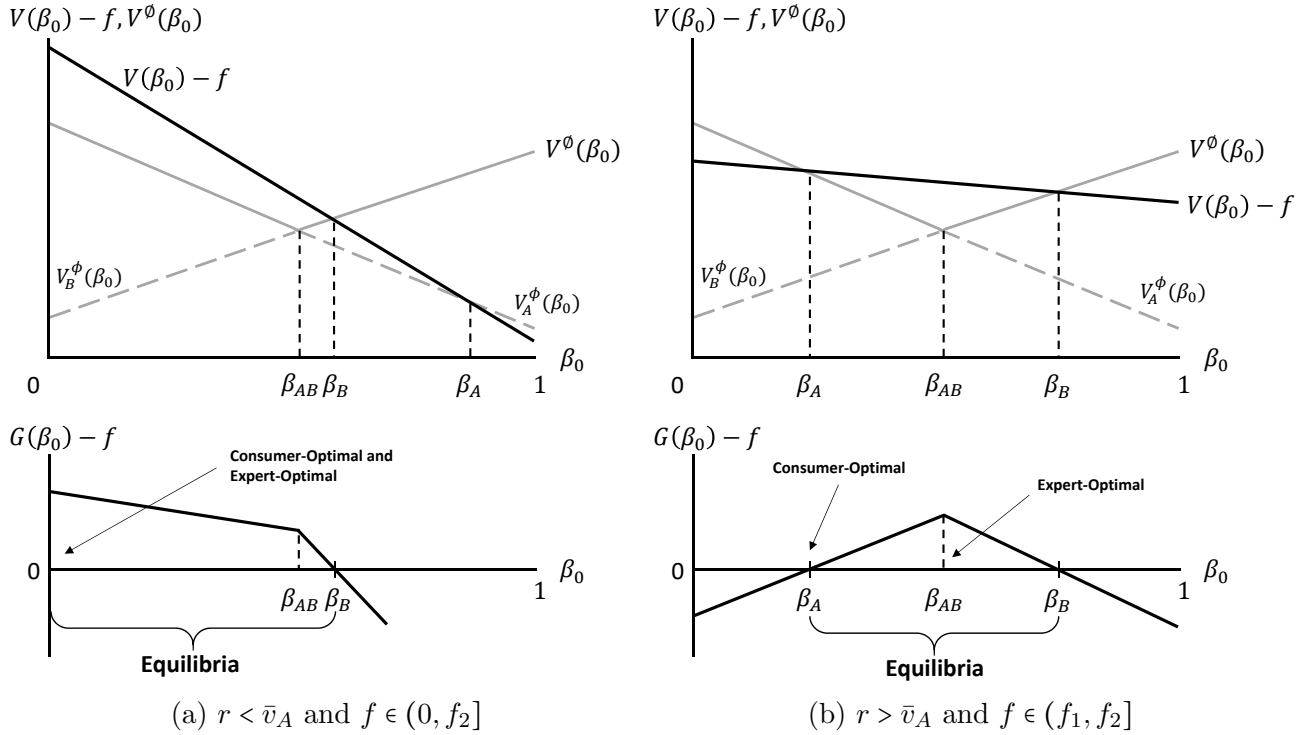 V(β₀) − f, V^ø(β₀)
V(β₀) − f
V^ø(β₀)
V_B^ϕ(β₀)
V_A^ϕ(β₀)
β₀
0
β_AB
β_B
β_A
1
G(β₀) − f
Consumer-Optimal and
Expert-Optimal
0
β₀
β_AB
β_B
1
Equilibria
(a) r < v̄_A and f ∈ (0, f₂]
V(β₀) − f, V^ø(β₀)
V^ø(β₀)
V(β₀) − f
V_B^ϕ(β₀)
V_A^ϕ(β₀)
β₀
0
β_A
β_AB
β_B
1
G(β₀) − f
Consumer-Optimal
Expert-Optimal
0
β₀
β_A
β_AB
β_B
1
Equilibria
(b) r > v̄_A and f ∈ (f₁, f₂]